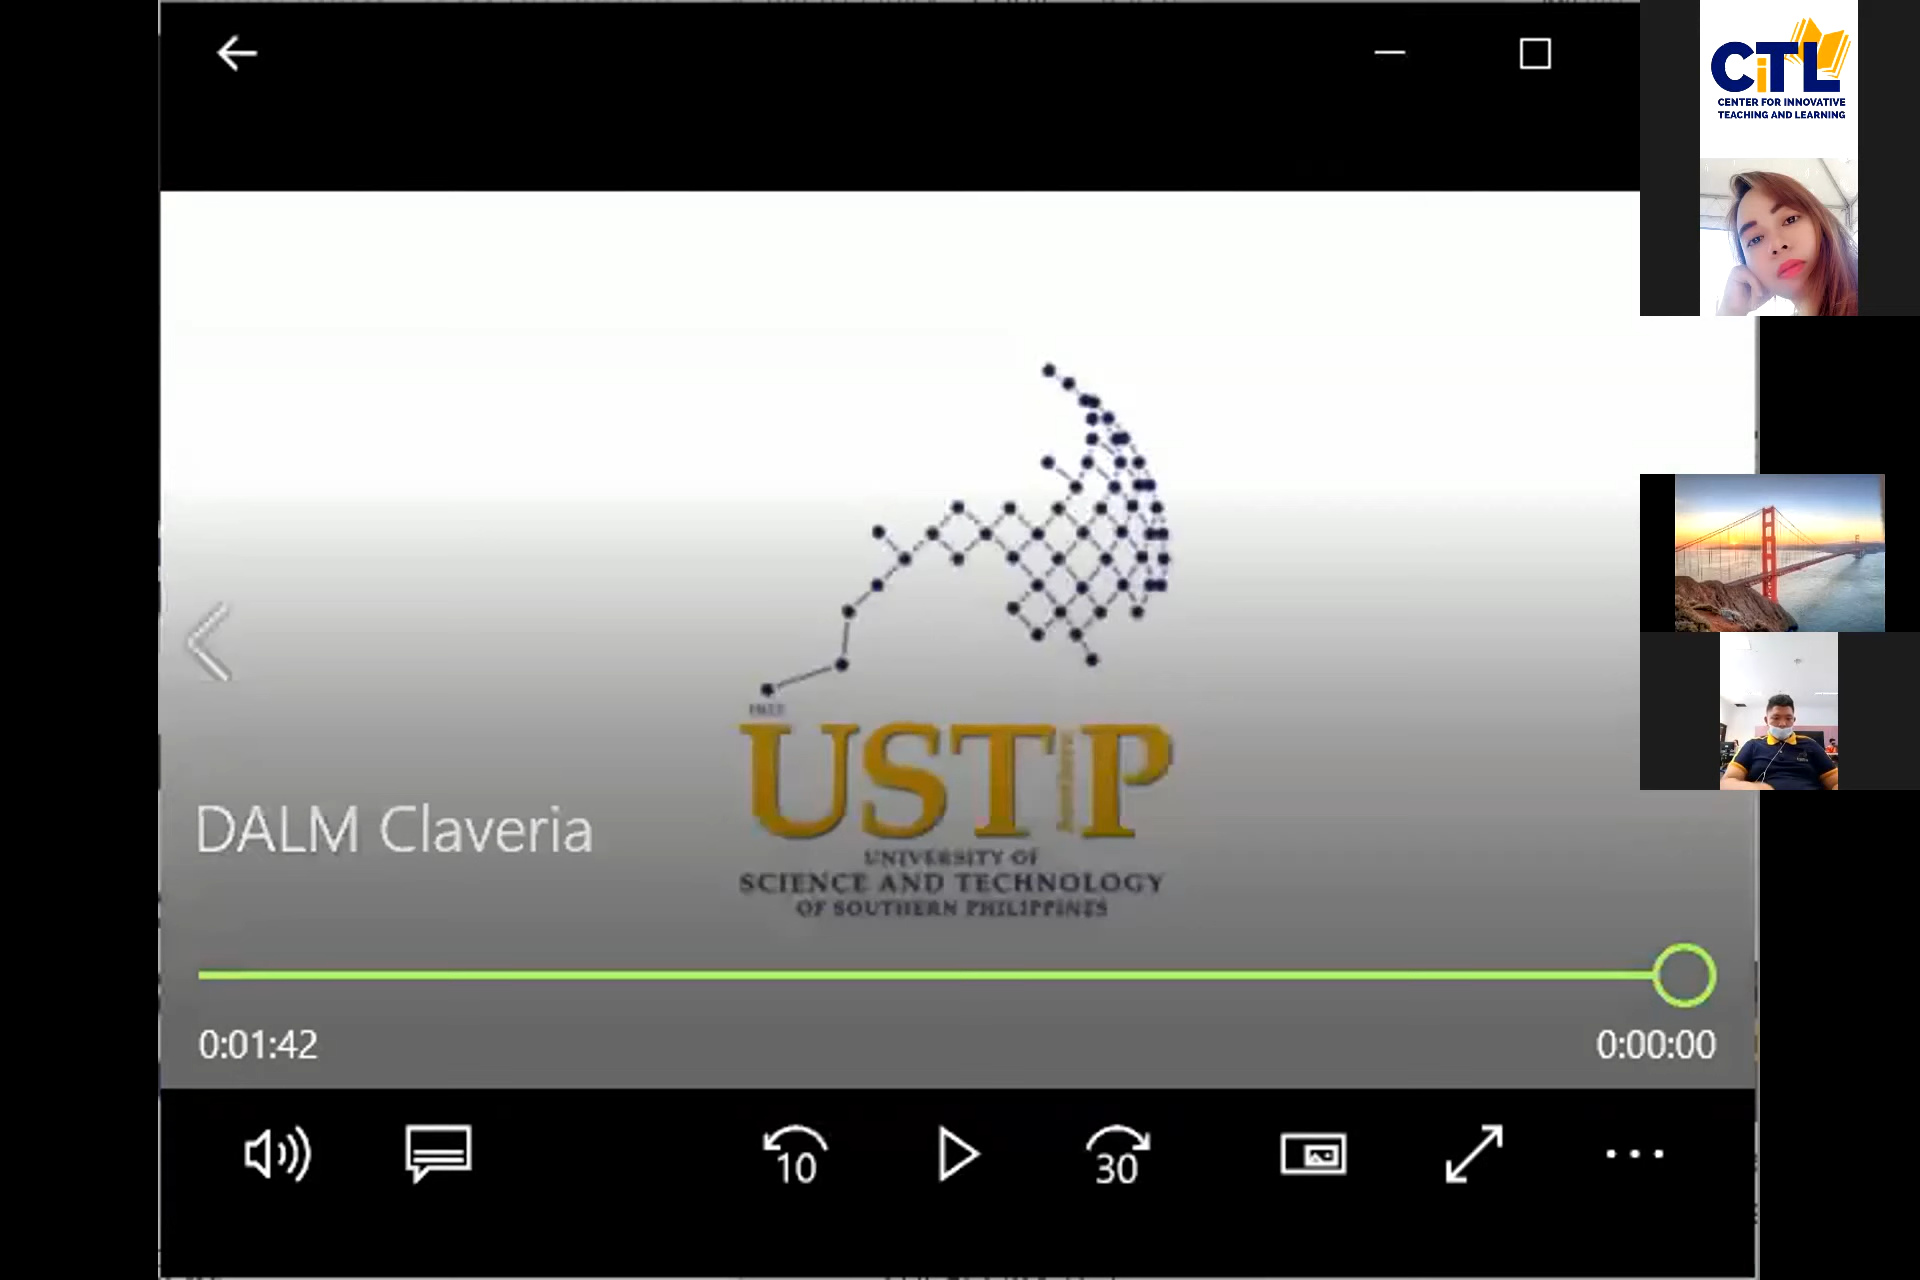 CiTL
CENTER FOR INNOVATIVE
TEACHING AND LEARNING
USTP
UNIVERSITY OF
SCIENCE AND TECHNOLOGY
OF SOUTHERN PHILIPPINES
DALM Claveria
0:01:42
0:00:00
10
30